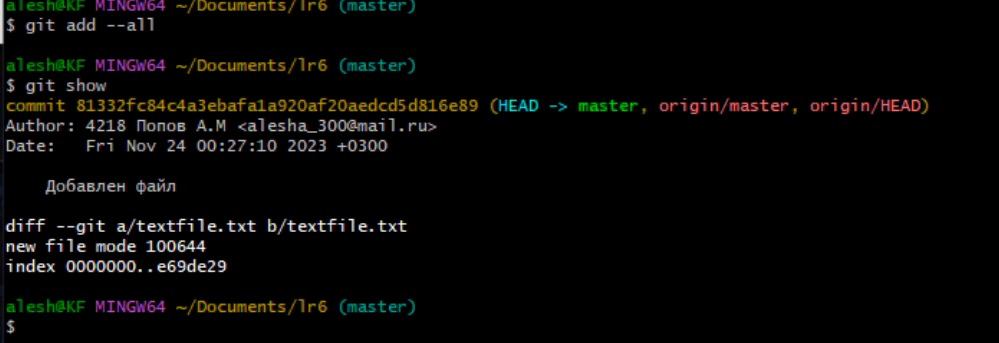 alesh@KF MINGW64 ~/Documents/lr6 (master)
$ git add --all
alesh@KF MINGW64 ~/Documents/lr6 (master)
$ git show
commit 81332fc84c4a3ebafa1a920af20aedcd5d816e89 (HEAD -> master, origin/master, origin/HEAD)
Author: 4218 Попов А.М <alesha_300@mail.ru>
Date:   Fri Nov 24 00:27:10 2023 +0300
    Добавлен файл
diff --git a/textfile.txt b/textfile.txt
new file mode 100644
index 0000000..e69de29
alesh@KF MINGW64 ~/Documents/lr6 (master)
$